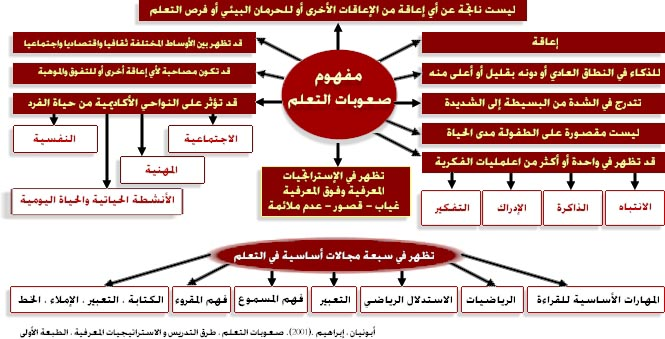 ليست ناتجة عن أي إعاقة من الإعاقات الأخرى أو للحرمان البيئي أو فرص التعلم
إعاقة
قد تظهر بين الأوساط المختلفة ثقافيا واقتصاديا واجتماعيا
مفهوم
صعوبات التعلم
للذكاء في النطاق العادي أو دونه بقليل أو أعلى منه
قد تكون مصاحبة لأي إعاقة أخرى أو للتفوق والموهبة
تتدرج في الشدة من البسيطة إلى الشديدة
قد تؤثر على النواحي الأكاديمية من حياة الفرد
ليست مقصورة على الطفولة مدى الحياة
الاجتماعية
النفسية
المهنية
الأنشطة الحياتية والحياة اليومية
قد تظهر في واحدة أو أكثر من اعلمليات الفكرية
تظهر في الإستراتجيات
المعرفية وفوق المعرفية
غياب – قصور – عدم ملائمة
الانتباه
الذاكرة
الإدراك
التفكير
تظهر في سبعة مجالات أساسية في التعلم
المهارات الأساسية للقراءة
الرياضيات
الاستدلال الرياضي
التعبير
فهم المسموع
فهم المقروء
الكتابة ، التعبير ، الإملاء ، الخط
أبونيان ، إبراهيم .(2001). صعوبات التعلم ، طرق التدريس و الاستراتيجيات المعرفية ، الطبعة الأولى